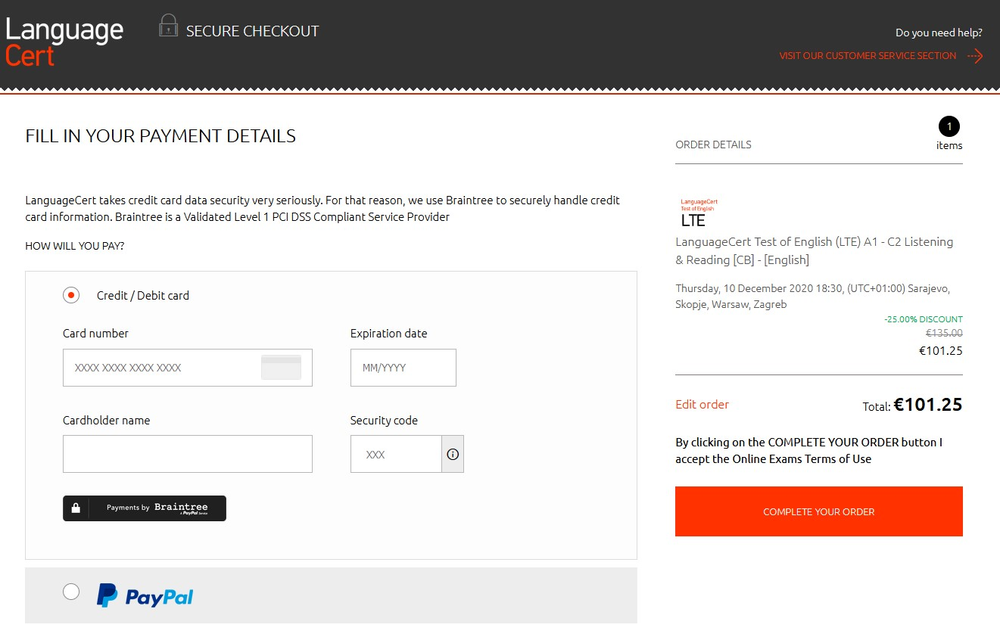 Language
Cert
SECURE CHECKOUT
Do you need help?
VISIT OUR CUSTOMER SERVICE SECTION
FILL IN YOUR PAYMENT DETAILS
LanguageCert takes credit card data security very seriously. For that reason, we use Braintree to securely handle credit
card information. Braintree is a Validated Level 1 PCI DSS Compliant Service Provider
HOW WILL YOU PAY?
Credit / Debit card
Card number
Expiration date
XXXX XXXX XXXX XXXX
MM/YYYY
Cardholder name
Security code
XXX
Payments by Braintree
A PayPal Service
PayPal
ORDER DETAILS
1
items
LanguageCert
Test of English
LTE
LanguageCert Test of English (LTE) A1 - C2 Listening
& Reading [CB] - [English]
Thursday, 10 December 2020 18:30, (UTC+01:00) Sarajevo,
Skopje, Warsaw, Zagreb
-25.00% DISCOUNT
€135.00
€101.25
Edit order
Total: €101.25
By clicking on the COMPLETE YOUR ORDER button I
accept the Online Exams Terms of Use
COMPLETE YOUR ORDER